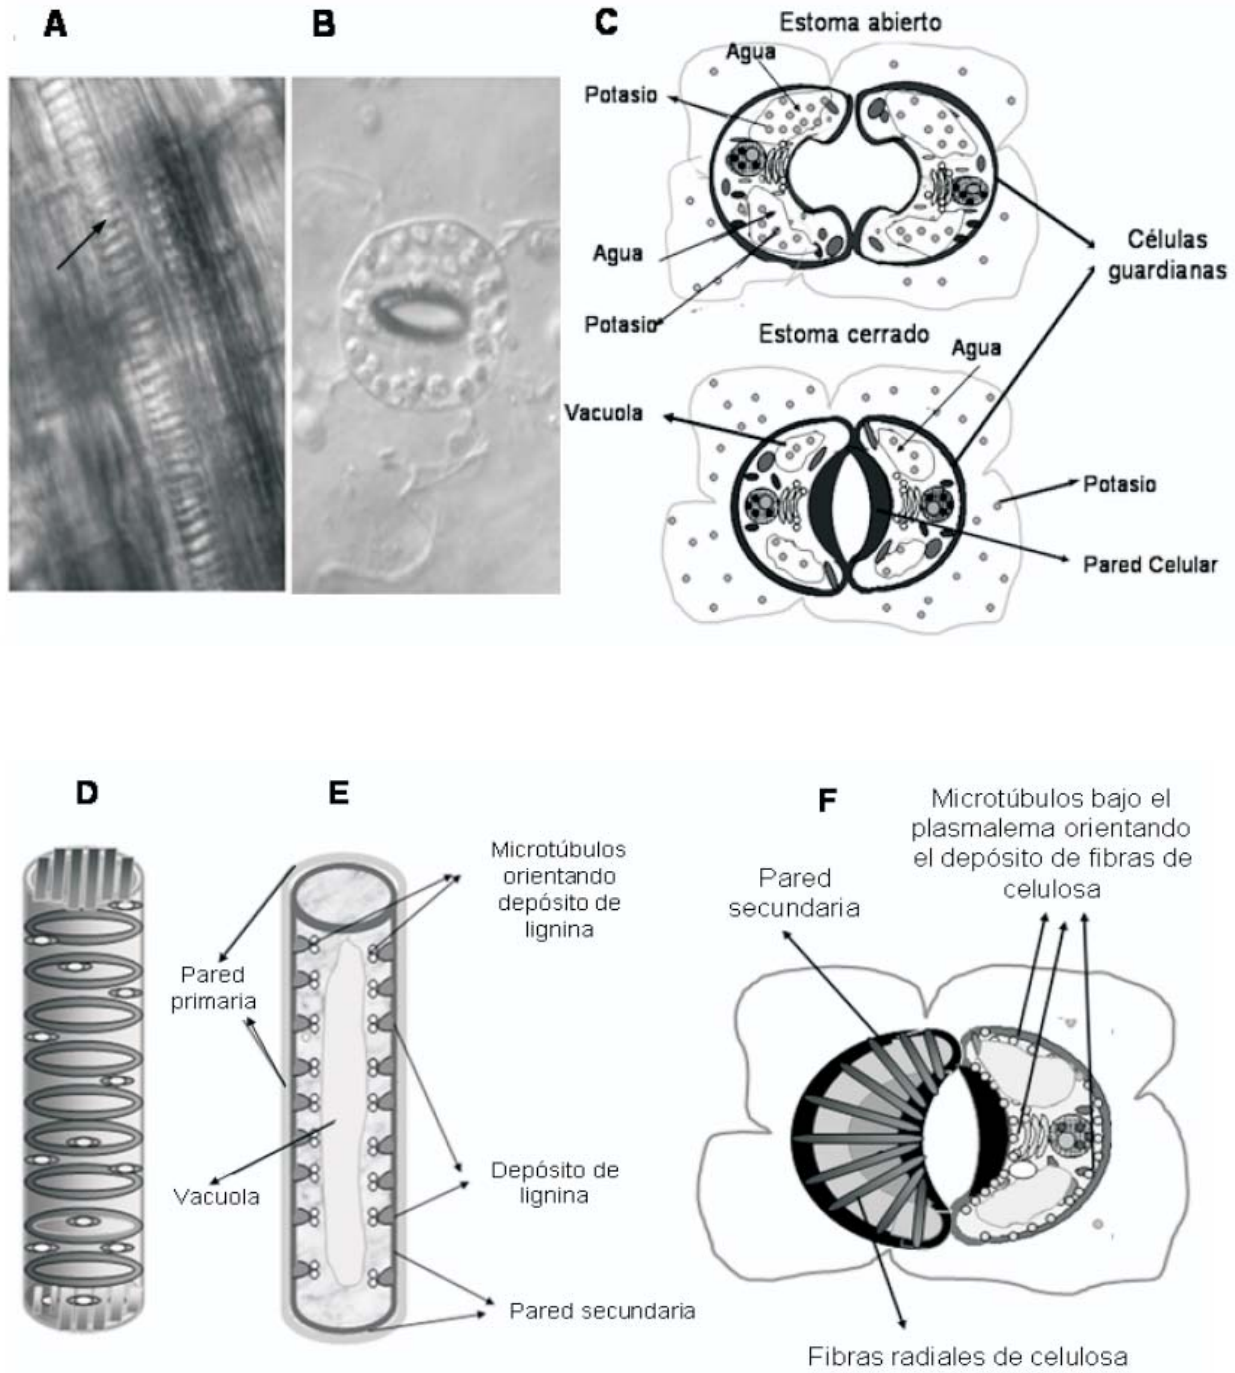 A
B
C
Estoma abierto
Agua
Potasio
Células
guardianas
Agua
Potasio
Estoma cerrado
Agua
Vacuola
Potasio
Pared Celular
D
E
F
Microtúbulos
orientando
depósito de
lignina
Pared
primaria
Vacuola
Depósito de
lignina
Pared secundaria
Microtúbulos bajo el
plasmalema orientando
el depósito de fibras de
celulosa
Pared
secundaria
Fibras radiales de celulosa